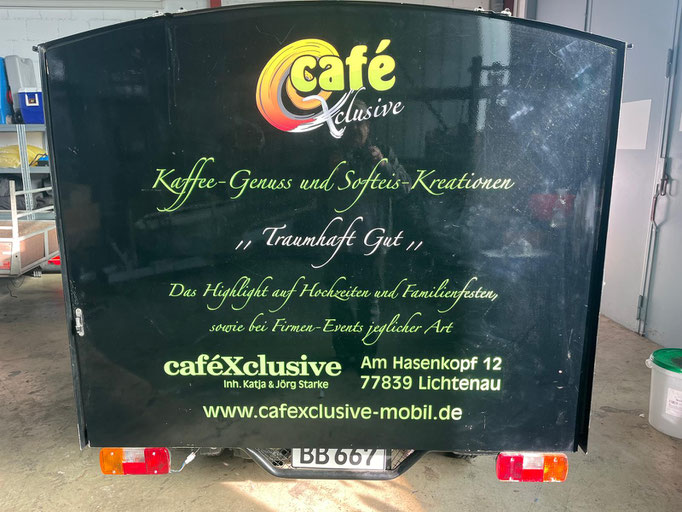 café
Xclusive
Kaffee-Genuss und Softeis-Kreationen
,, Traumhaft Gut ,,
Das Highlight auf Hochzeiten und Familienfesten,
sowie bei Firmen-Events jeglicher Art
caféXclusive
Inh. Katja & Jörg Starke
Am Hasenkopf 12
77839 Lichtenau
www.cafexclusive-mobil.de
BB 667